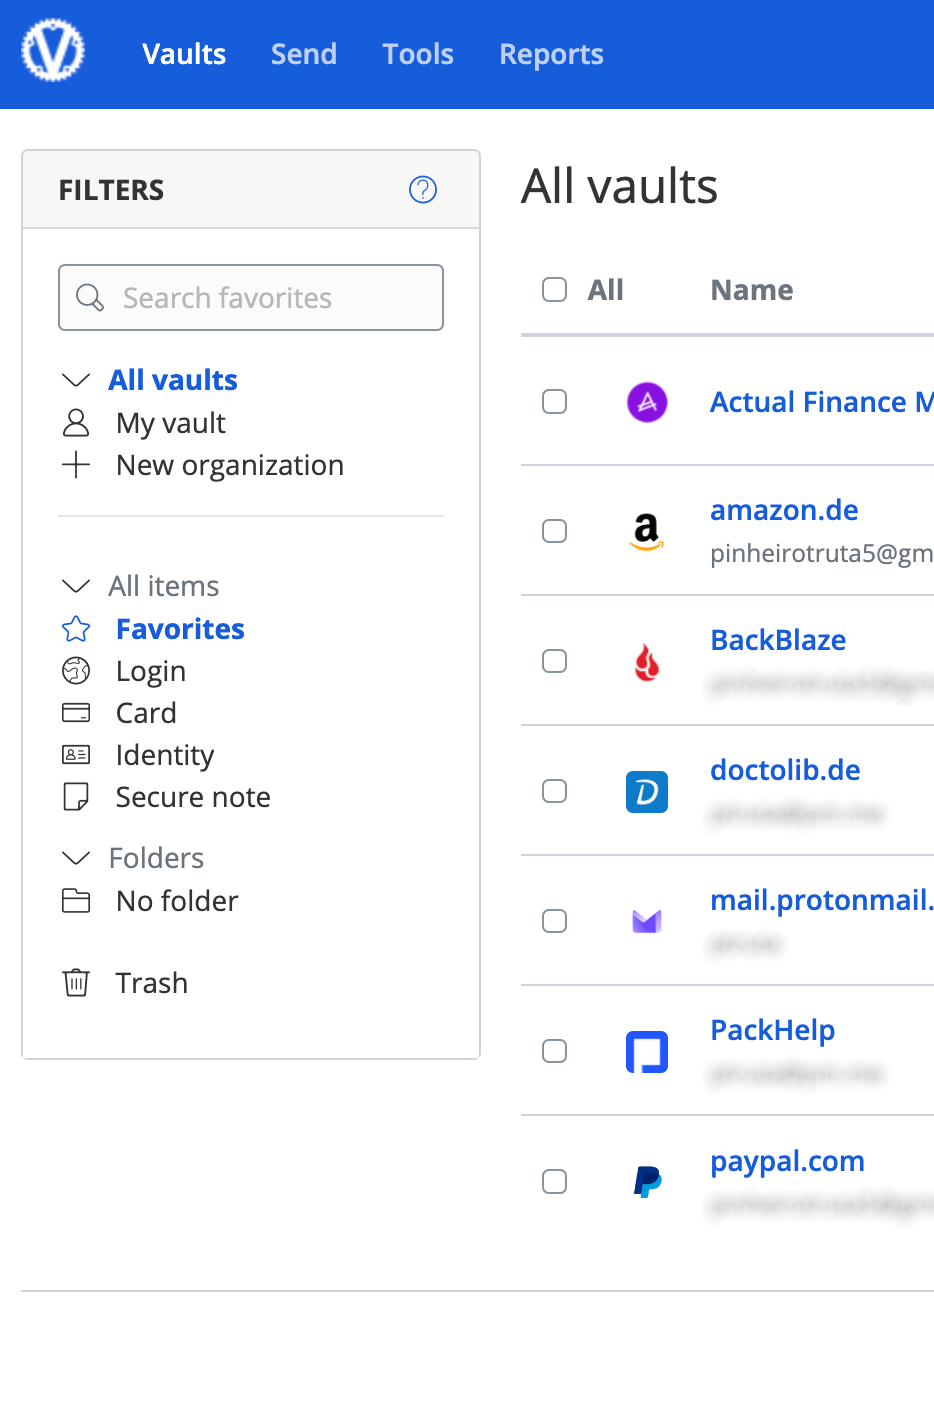 Vaults Send Tools Reports
FILTERS
Search favorites
All vaults
My vault
New organization
All items
Favorites
Login
Card
Identity
Secure note
Folders
No folder
Trash
All vaults
All Name
Actual Finance M
amazon.de
pinheirotruta5@gm
BackBlaze
doctolib.de
mail.protonmail.
PackHelp
paypal.com